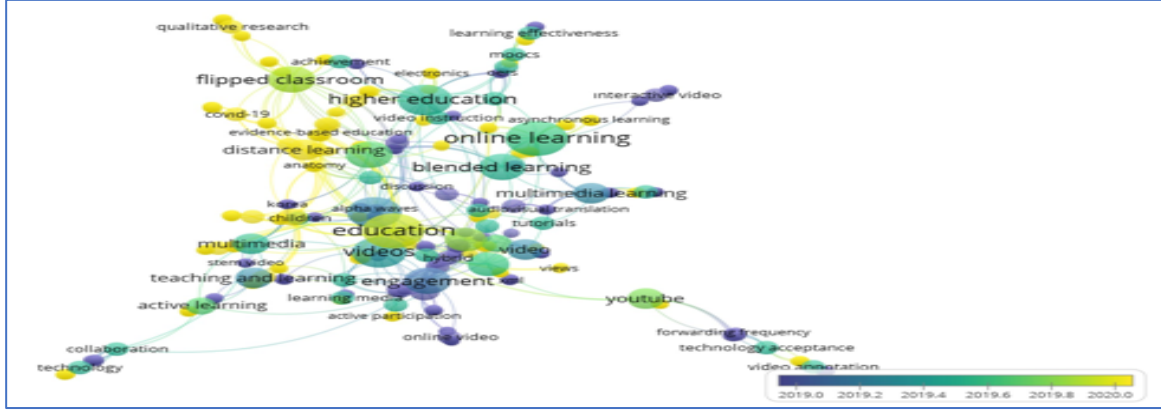 qualitative research
learning effectiveness
moocs
achievement
electronics
flipped classroom
higher education
interactive video
covid-19
video instruction
asynchronous learning
evidence-based education
online learning
distance learning
anatomy
blended learning
discussion
multimedia learning
korea
alpha waves
audiovisual translation
children
tutorials
education
multimedia
videos
video
hybrid
stem video
views
teaching and learning
engagement
learning media
youtube
active learning
active participation
online video
forwarding frequency
collaboration
technology acceptance
technology
video annotation
2019.0 2019.2 2019.4 2019.6 2019.8 2020.0